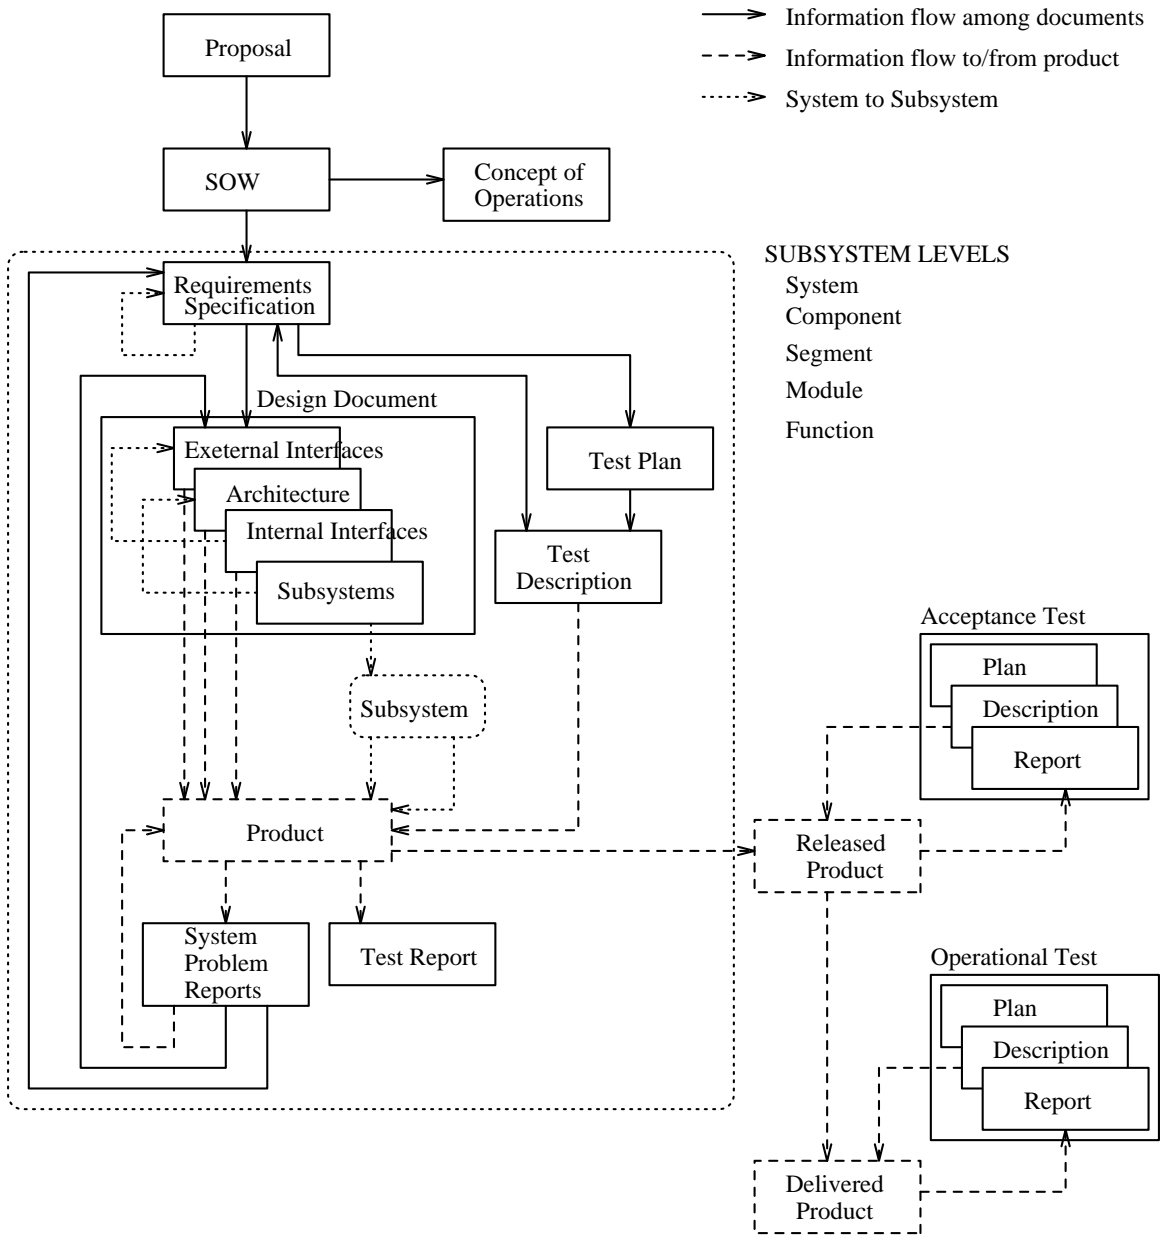 Information flow among documents
Information flow to/from product
System to Subsystem
Proposal
SOW
Concept of
Operations
SUBSYSTEM LEVELS
System
Component
Segment
Module
Function
Requirements
Specification
Design Document
Exeternal Interfaces
Architecture
Internal Interfaces
Subsystems
Test Plan
Test
Description
Subsystem
Product
System
Problem
Reports
Test Report
Acceptance Test
Plan
Description
Report
Released
Product
Operational Test
Plan
Description
Report
Delivered
Product